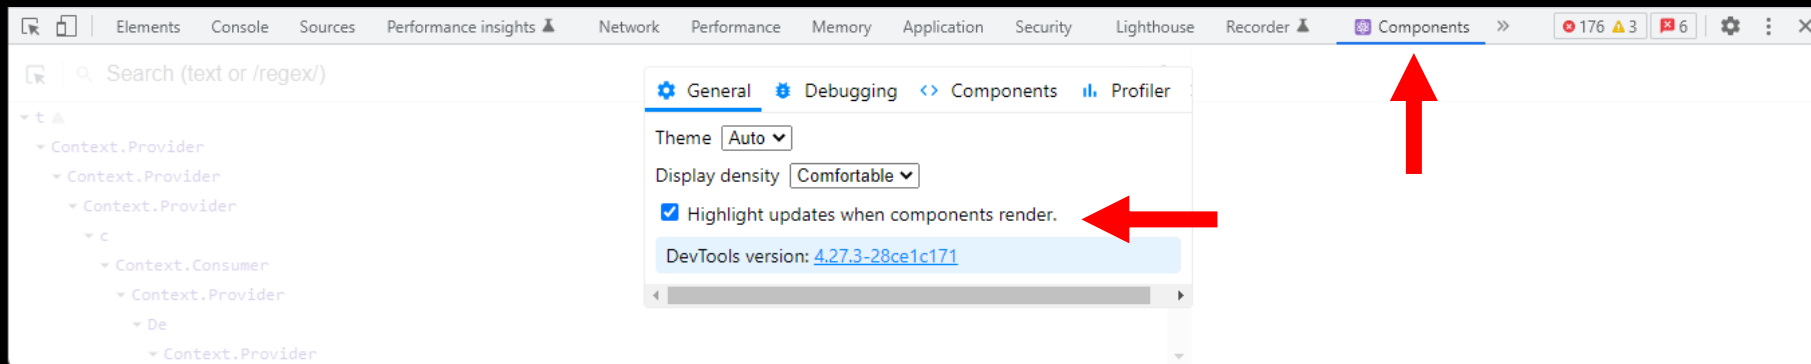 Elements Console Sources Performance insights Network Performance Memory Application Security Lighthouse Recorder Components » 176 3 6
Search (text or /regex/)
General Debugging <> Components Profiler
Theme Auto
Display density Comfortable
Highlight updates when components render.
DevTools version: 4.27.3-28ce1c171
t
Context.Provider
Context.Provider
Context.Provider
c
Context.Consumer
Context.Provider
De
Context.Provider